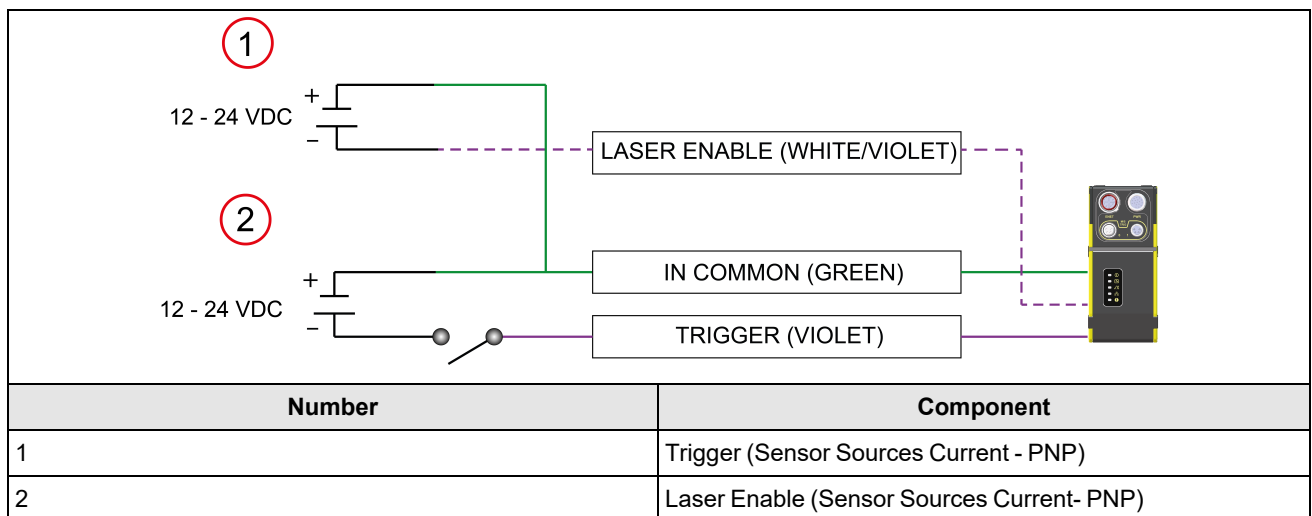 1
+
12 - 24 VDC
–
LASER ENABLE (WHITE/VIOLET)
2
+
IN COMMON (GREEN)
12 - 24 VDC
–
TRIGGER (VIOLET)
Number Component
1 Trigger (Sensor Sources Current - PNP)
2 Laser Enable (Sensor Sources Current- PNP)